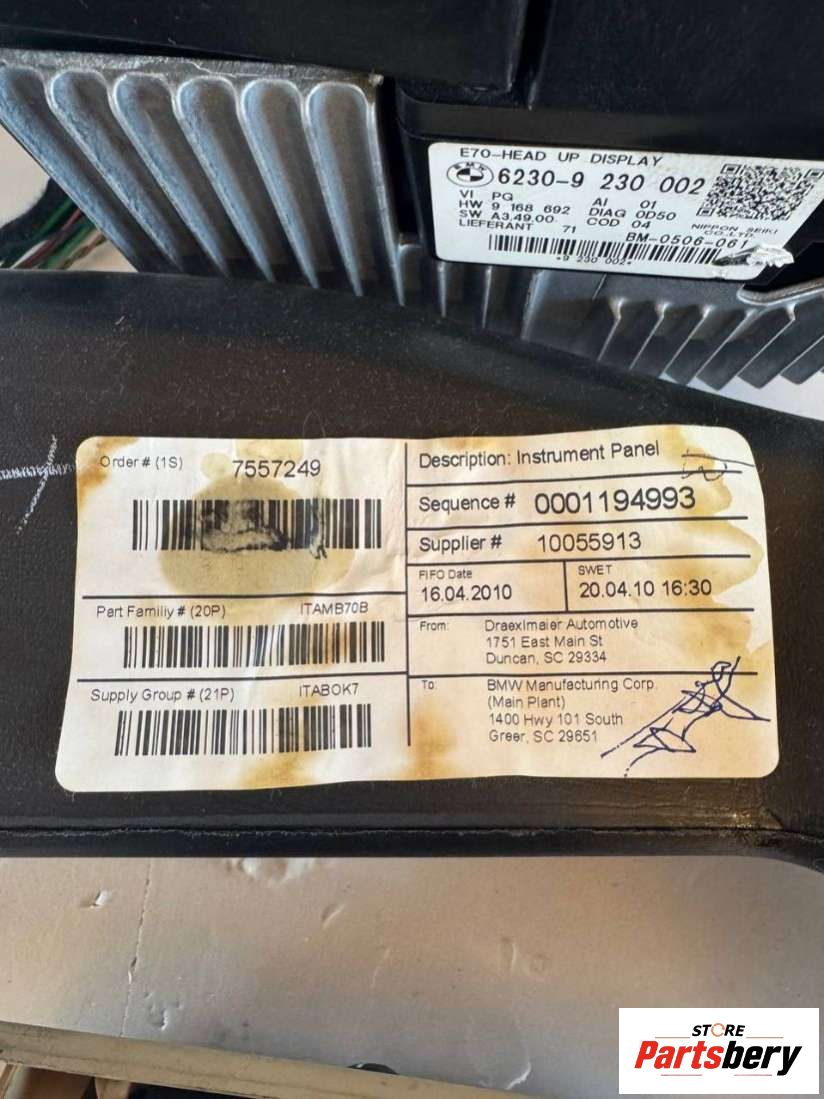 E70-HEAD UP DISPLAY
6230-9 230 002
VI PG AI 01
HW 9 168 692 DIAG 0D50
SW A3,49,00 COD 04
LIEFERANT 71
NIPPON SEIKI
CO.LTD.
BM-0506-061
*9 230 002*
Order # (1S) 7557249
Part Familiy # (20P) ITAMB70B
Supply Group # (21P) ITABOK7
Description: Instrument Panel
Sequence # 0001194993
Supplier # 10055913
FIFO Date
16.04.2010
SWET
20.04.10 16:30
From: Draexlmaier Automotive
1751 East Main St
Duncan, SC 29334
To: BMW Manufacturing Corp.
(Main Plant)
1400 Hwy 101 South
Greer, SC 29651
STORE
Partsbery